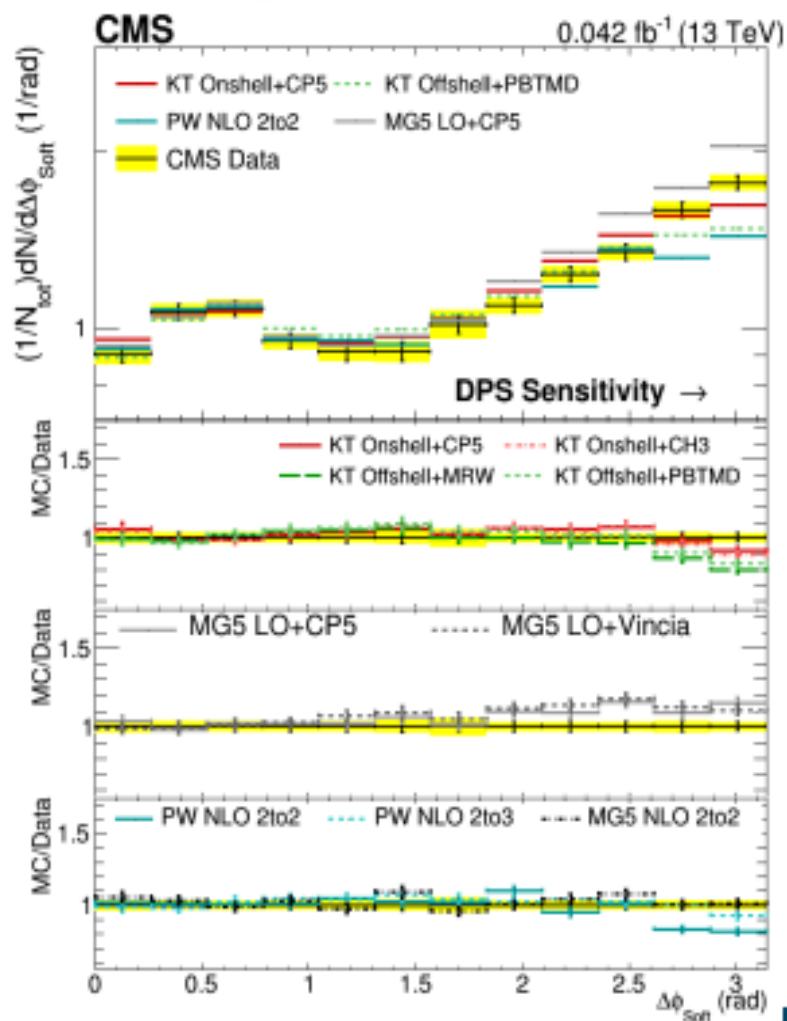 CMS 0.042 fb⁻¹ (13 TeV)
(1/N_tot)dN/dΔϕ_Soft (1/rad)
KT Onshell+CP5 KT Offshell+PBTMD
PW NLO 2to2 MG5 LO+CP5
CMS Data
1
DPS Sensitivity →
MC/Data
1.5
1
KT Onshell+CP5 KT Onshell+CH3
KT Offshell+MRW KT Offshell+PBTMD
MC/Data
1.5
1
MG5 LO+CP5 MG5 LO+Vincia
MC/Data
1.5
1
PW NLO 2to2 PW NLO 2to3 MG5 NLO 2to2
0 0.5 1 1.5 2 2.5 3
Δϕ_Soft (rad)